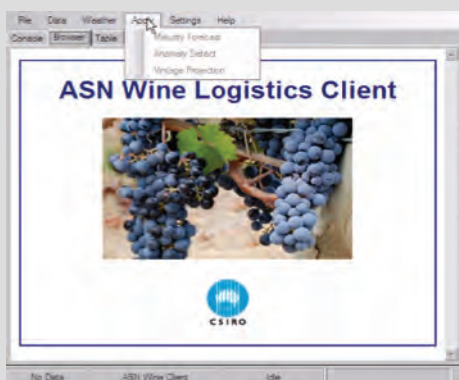 File Data Weather Apply Settings Help
Console Browser Table
Maturity Forecast
Anomaly Detect
Vintage Projection
ASN Wine Logistics Client
CSIRO
No Data ASN Wine Client Idle